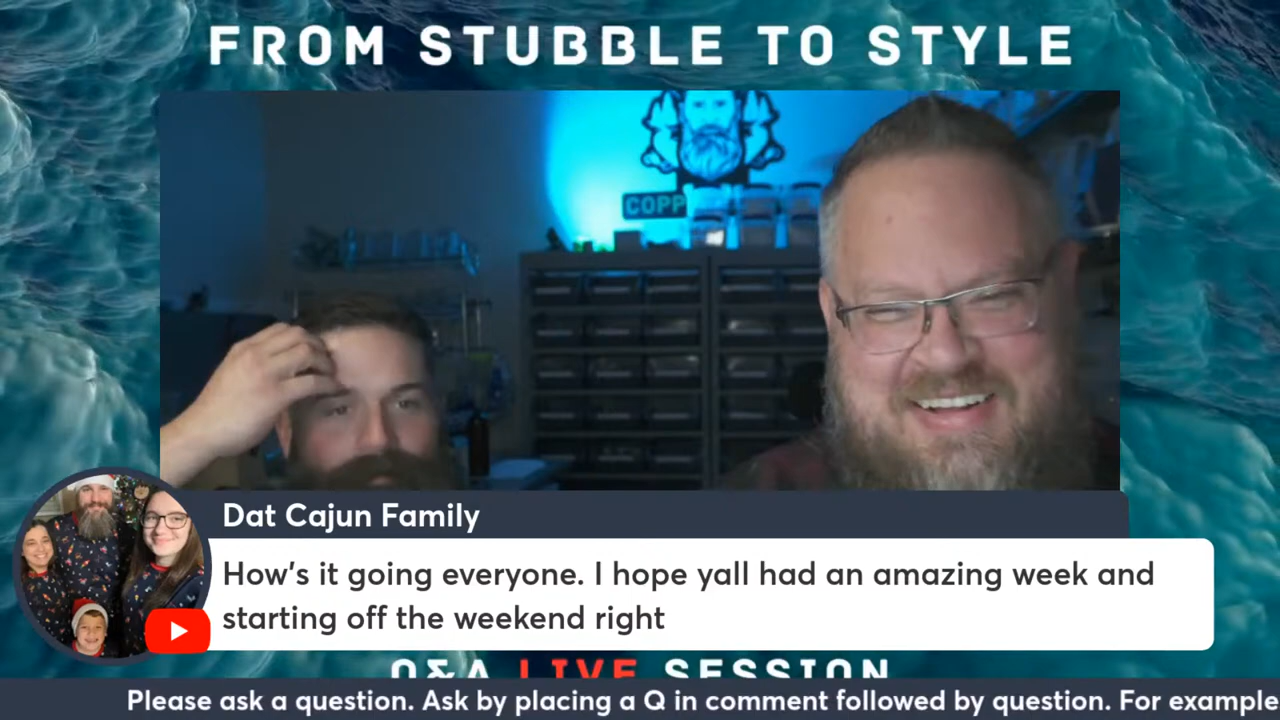 FROM STUBBLE TO STYLE
COPP
Dat Cajun Family
How's it going everyone. I hope yall had an amazing week and
starting off the weekend right
Q&A LIVE SESSION
Please ask a question. Ask by placing a Q in comment followed by question. For example